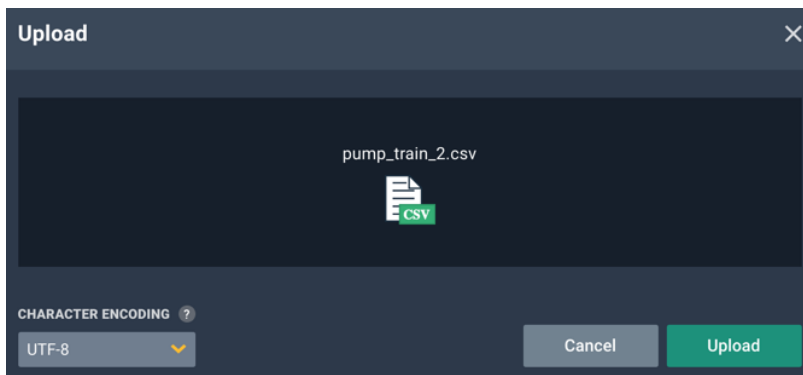 Upload
pump_train_2.csv
CSV
CHARACTER ENCODING ?
UTF-8
Cancel
Upload